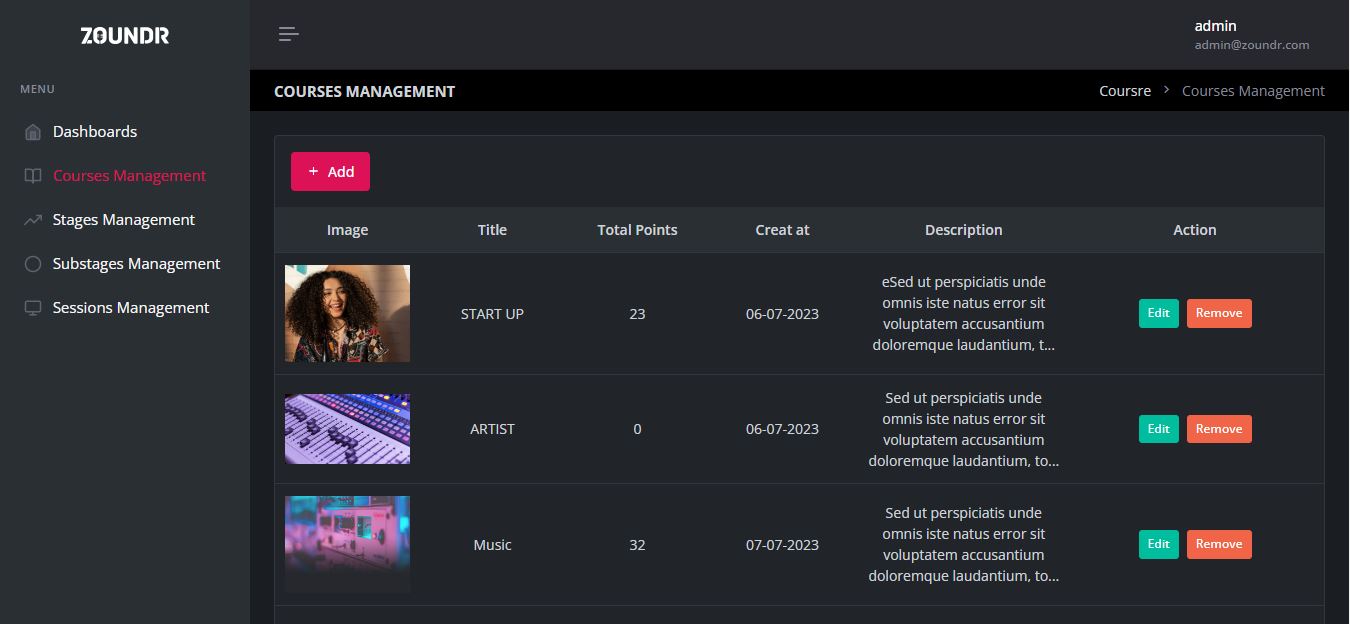 ZOUNDR
admin
admin@zoundr.com
MENU
Dashboards
Courses Management
Stages Management
Substages Management
Sessions Management
COURSES MANAGEMENT
Coursre > Courses Management
+ Add
Image Title Total Points Creat at Description Action
START UP 23 06-07-2023
eSed ut perspiciatis unde
omnis iste natus error sit
voluptatem accusantium
doloremque laudantium, t...
Edit Remove
ARTIST 0 06-07-2023
Sed ut perspiciatis unde
omnis iste natus error sit
voluptatem accusantium
doloremque laudantium, to...
Edit Remove
Music 32 07-07-2023
Sed ut perspiciatis unde
omnis iste natus error sit
voluptatem accusantium
doloremque laudantium, to...
Edit Remove